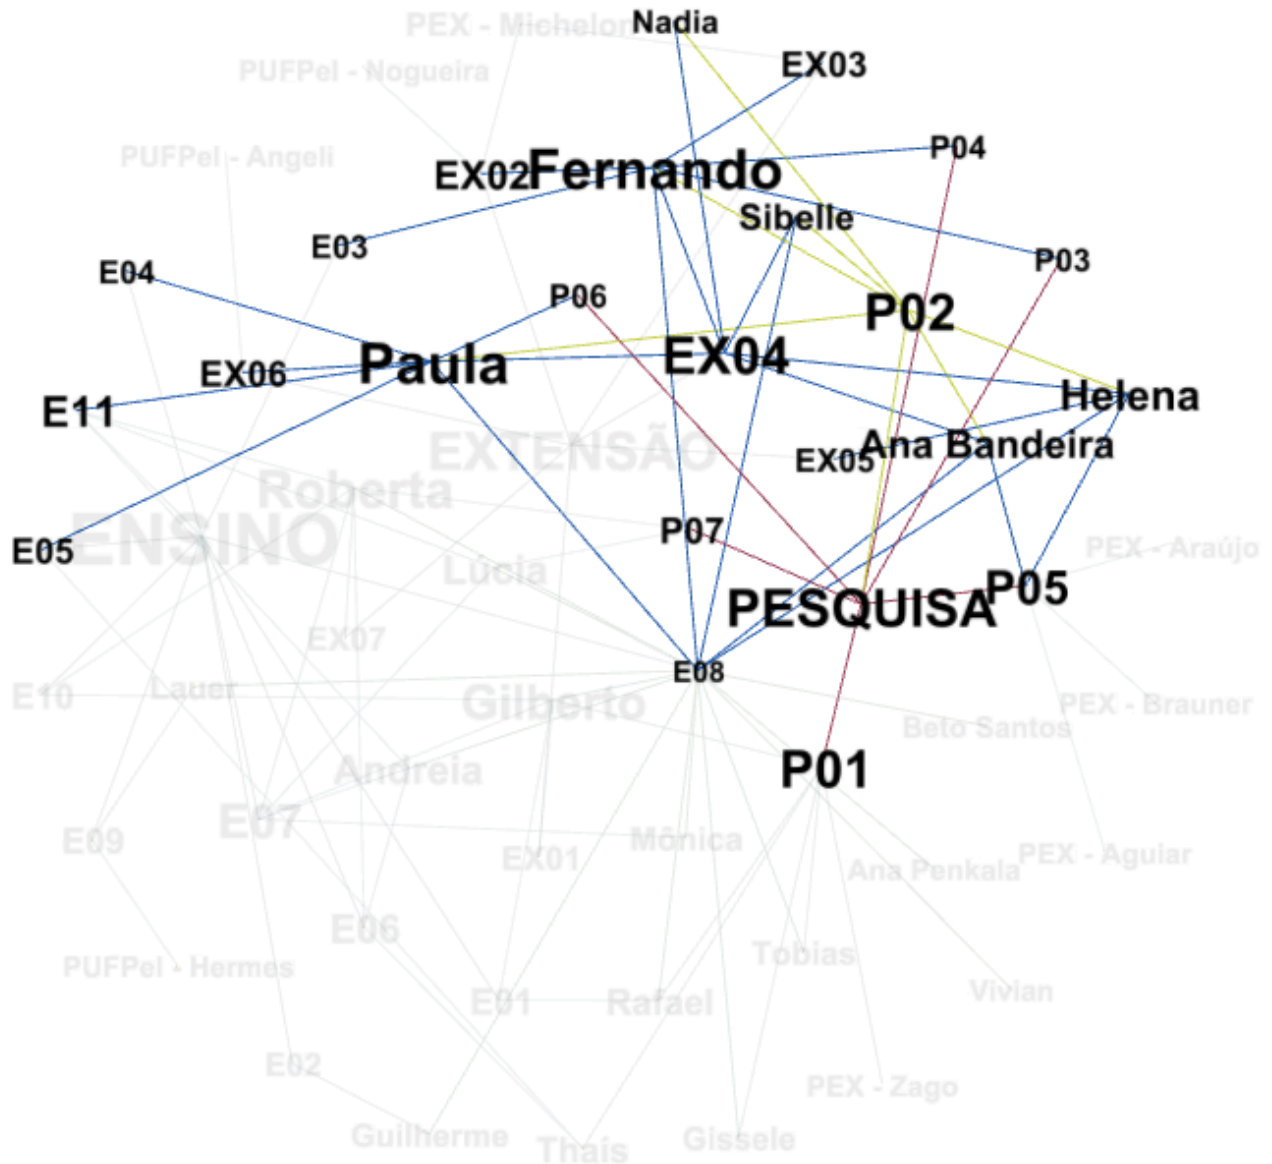 Nadia
PEX - Michelon
EX03
PUFPel - Nogueira
P04
PUFPel - Angeli
EX02
Fernando
Sibelle
E03
P03
E04
P06
P02
EX04
Paula
EX06
Helena
E11
Ana Bandeira
EXTENSÃO
EX05
Roberta
P07
ENSINO
E05
PEX - Araújo
Lúcia
P05
PESQUISA
EX07
E08
Lauer
E10
Gilberto
PEX - Brauner
Beto Santos
Andreia
P01
E07
Mônica
E09
EX01
PEX - Aguiar
Ana Penkala
E06
Tobias
PUFPel - Hermes
Vivian
E01
Rafael
E02
PEX - Zago
Guilherme
Gissele
Thaís